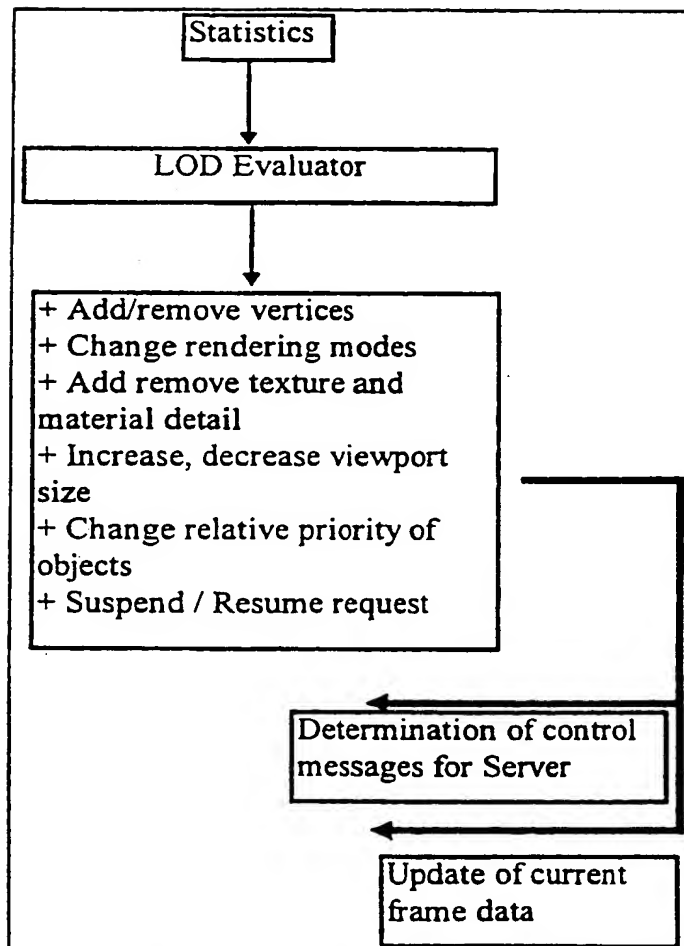 Statistics
LOD Evaluator
+ Add/remove vertices
+ Change rendering modes
+ Add remove texture and
material detail
+ Increase, decrease viewport
size
+ Change relative priority of
objects
+ Suspend / Resume request
Determination of control
messages for Server
Update of current
frame data